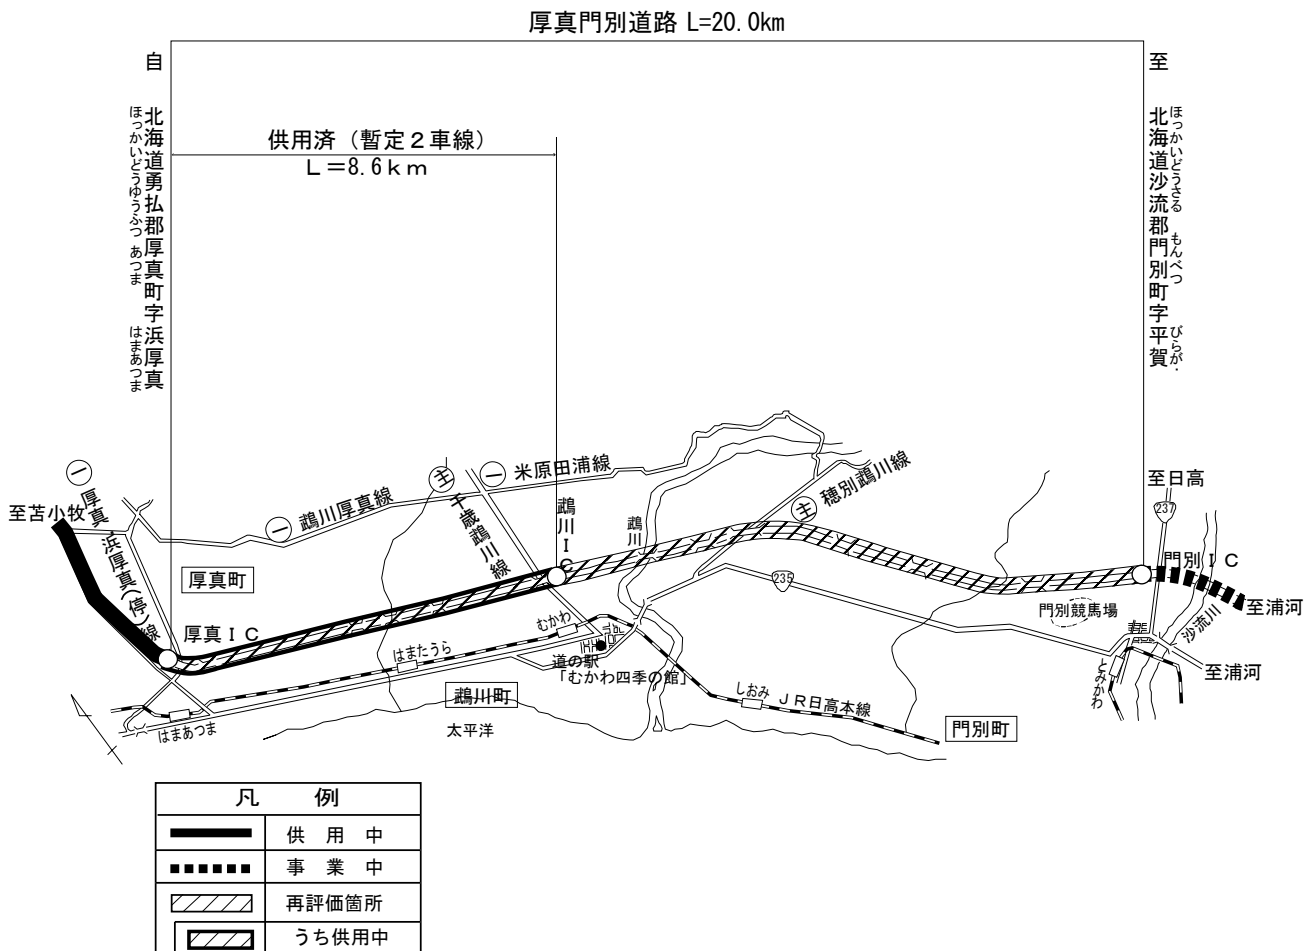 厚真門別道路 L=20.0km
自
北海道勇払郡厚真町字浜厚真
ほっかいどうゆうふつ あつま はまあつま
至
北海道沙流郡門別町字平賀
ほっかいどうさる もんべつ びらが.
供用済（暫定２車線）
Ｌ＝8.6ｋｍ
一
厚真浜厚真(停)線
至苫小牧
一
鵡川厚真線
主
千歳鵡川線
一
米原田浦線
鵡川ＩＣ
鵡川
主
穂別鵡川線
至日高
237
門別ＩＣ
至浦河
235
門別競馬場
沙流川
至浦河
とみかわ
厚真町
厚真ＩＣ
むかわ
はまたうら
道の駅
「むかわ四季の館」
鵡川町
しおみ
ＪＲ日高本線
はまあつま
太平洋
門別町
凡 例
供 用 中
事 業 中
再評価箇所
うち供用中